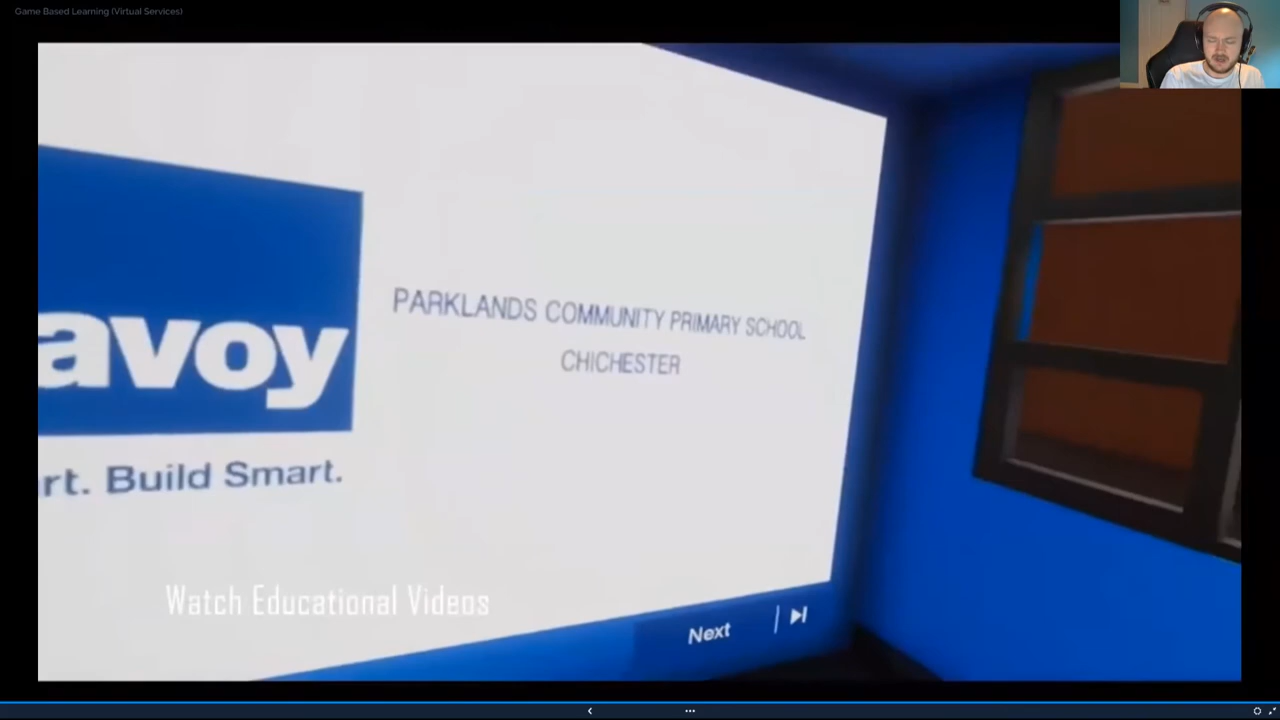 Game Based Learning (Virtual Services)
avoy
rt. Build Smart.
PARKLANDS COMMUNITY PRIMARY SCHOOL
CHICHESTER
Watch Educational Videos
Next